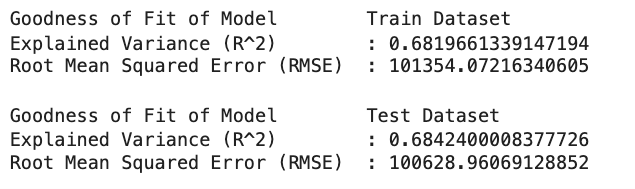 Goodness of Fit of Model Train Dataset
Explained Variance (R^2) : 0.6819661339147194
Root Mean Squared Error (RMSE) : 101354.07216340605
Goodness of Fit of Model Test Dataset
Explained Variance (R^2) : 0.6842400008377726
Root Mean Squared Error (RMSE) : 100628.96069128852